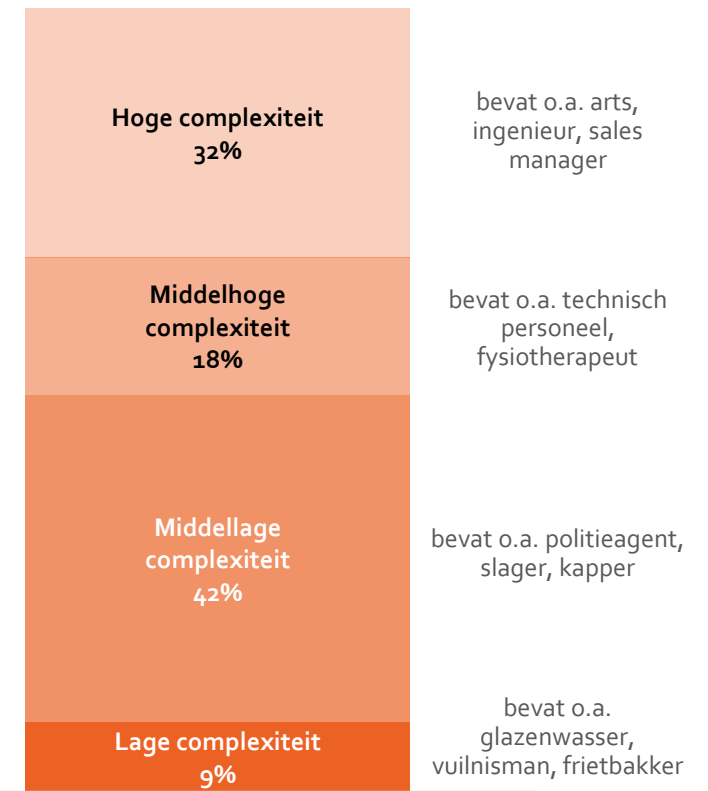 Hoge complexiteit
32%
bevat o.a. arts,
ingenieur, sales
manager
Middelhoge
complexiteit
18%
bevat o.a. technisch
personeel,
fysiotherapeut
Middellage
complexiteit
42%
bevat o.a. politieagent,
slager, kapper
Lage complexiteit
9%
bevat o.a.
glazenwasser,
vuilnisman, frietbakker